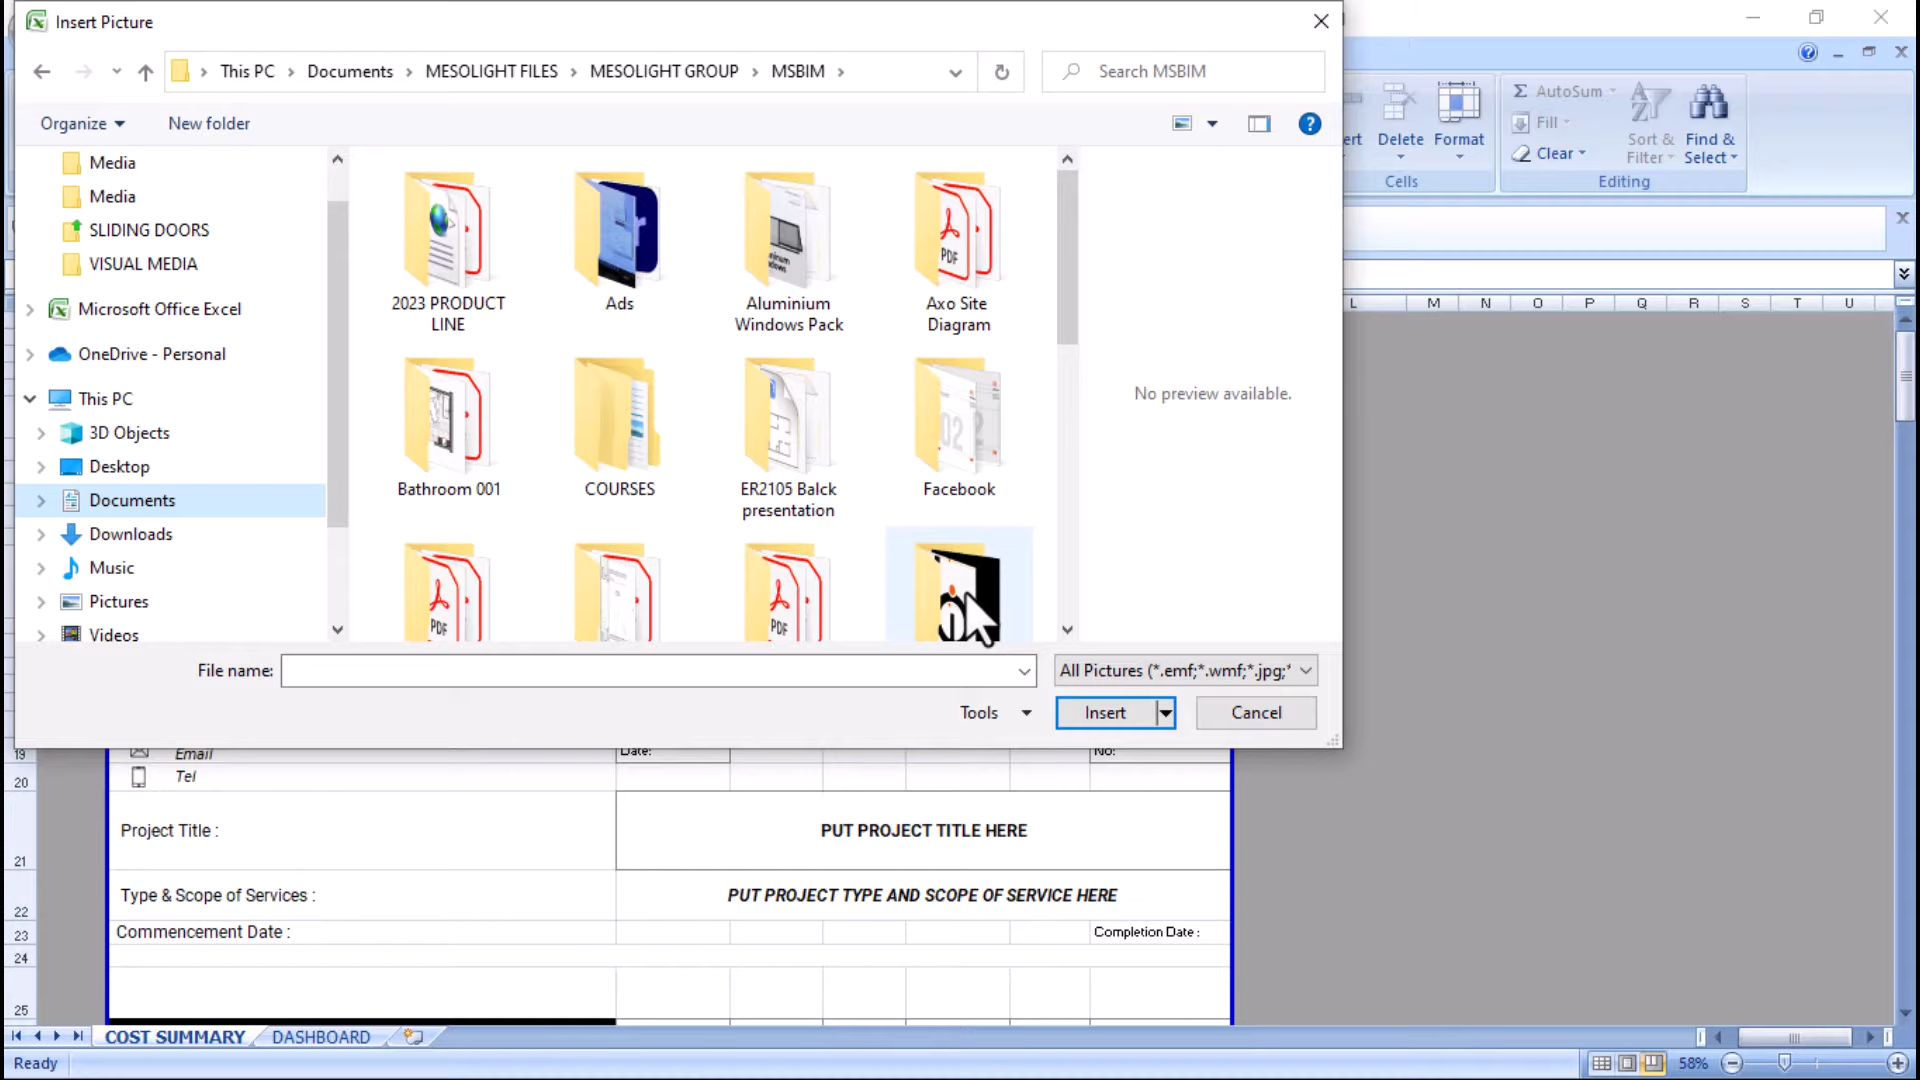 Insert Picture
This PC > Documents > MESOLIGHT FILES > MESOLIGHT GROUP > MSBIM >
Search MSBIM
Organize
New folder
Media
Media
SLIDING DOORS
VISUAL MEDIA
Microsoft Office Excel
OneDrive - Personal
This PC
3D Objects
Desktop
Documents
Downloads
Music
Pictures
Videos
2023 PRODUCT
LINE
Ads
Aluminium
Windows Pack
Axo Site
Diagram
Bathroom 001
COURSES
ER2105 Balck
presentation
Facebook
PDF
PDF
PDF
02
No preview available.
File name:
All Pictures (*.emf;*.wmf;*.jpg;*
Tools
Insert
Cancel
Delete
Format
Cells
Σ AutoSum
Fill
Clear
Sort &
Filter
Find &
Select
Editing
L M N O P Q R S T U
19
Email
Date:
No:
20
Tel
21
Project Title :
PUT PROJECT TITLE HERE
22
Type & Scope of Services :
PUT PROJECT TYPE AND SCOPE OF SERVICE HERE
23
Commencement Date :
Completion Date :
24
25
COST SUMMARY
DASHBOARD
Ready
58%